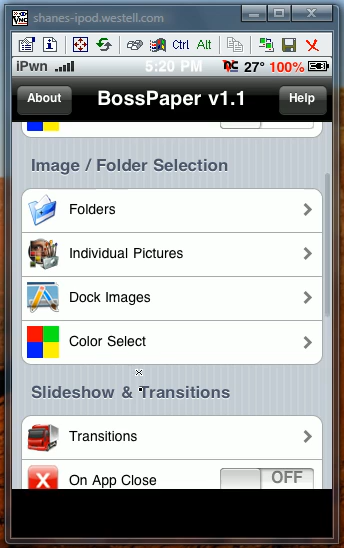 shanes-ipod.westell.com
Ctrl Alt
iPwn 5:20 PM 27° 100%
About BossPaper v1.1 Help
Image / Folder Selection
Folders
Individual Pictures
Dock Images
Color Select
Slideshow & Transitions
Transitions
On App Close OFF